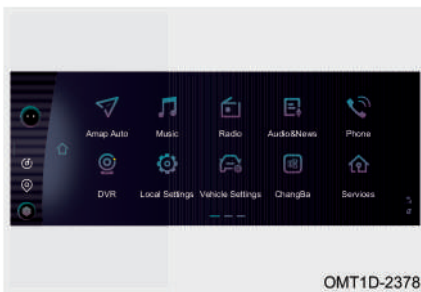 Amap Auto Music Radio Audio&News Phone
DVR Local Settings Vehicle Settings ChangBa Services
OMT1D-2378